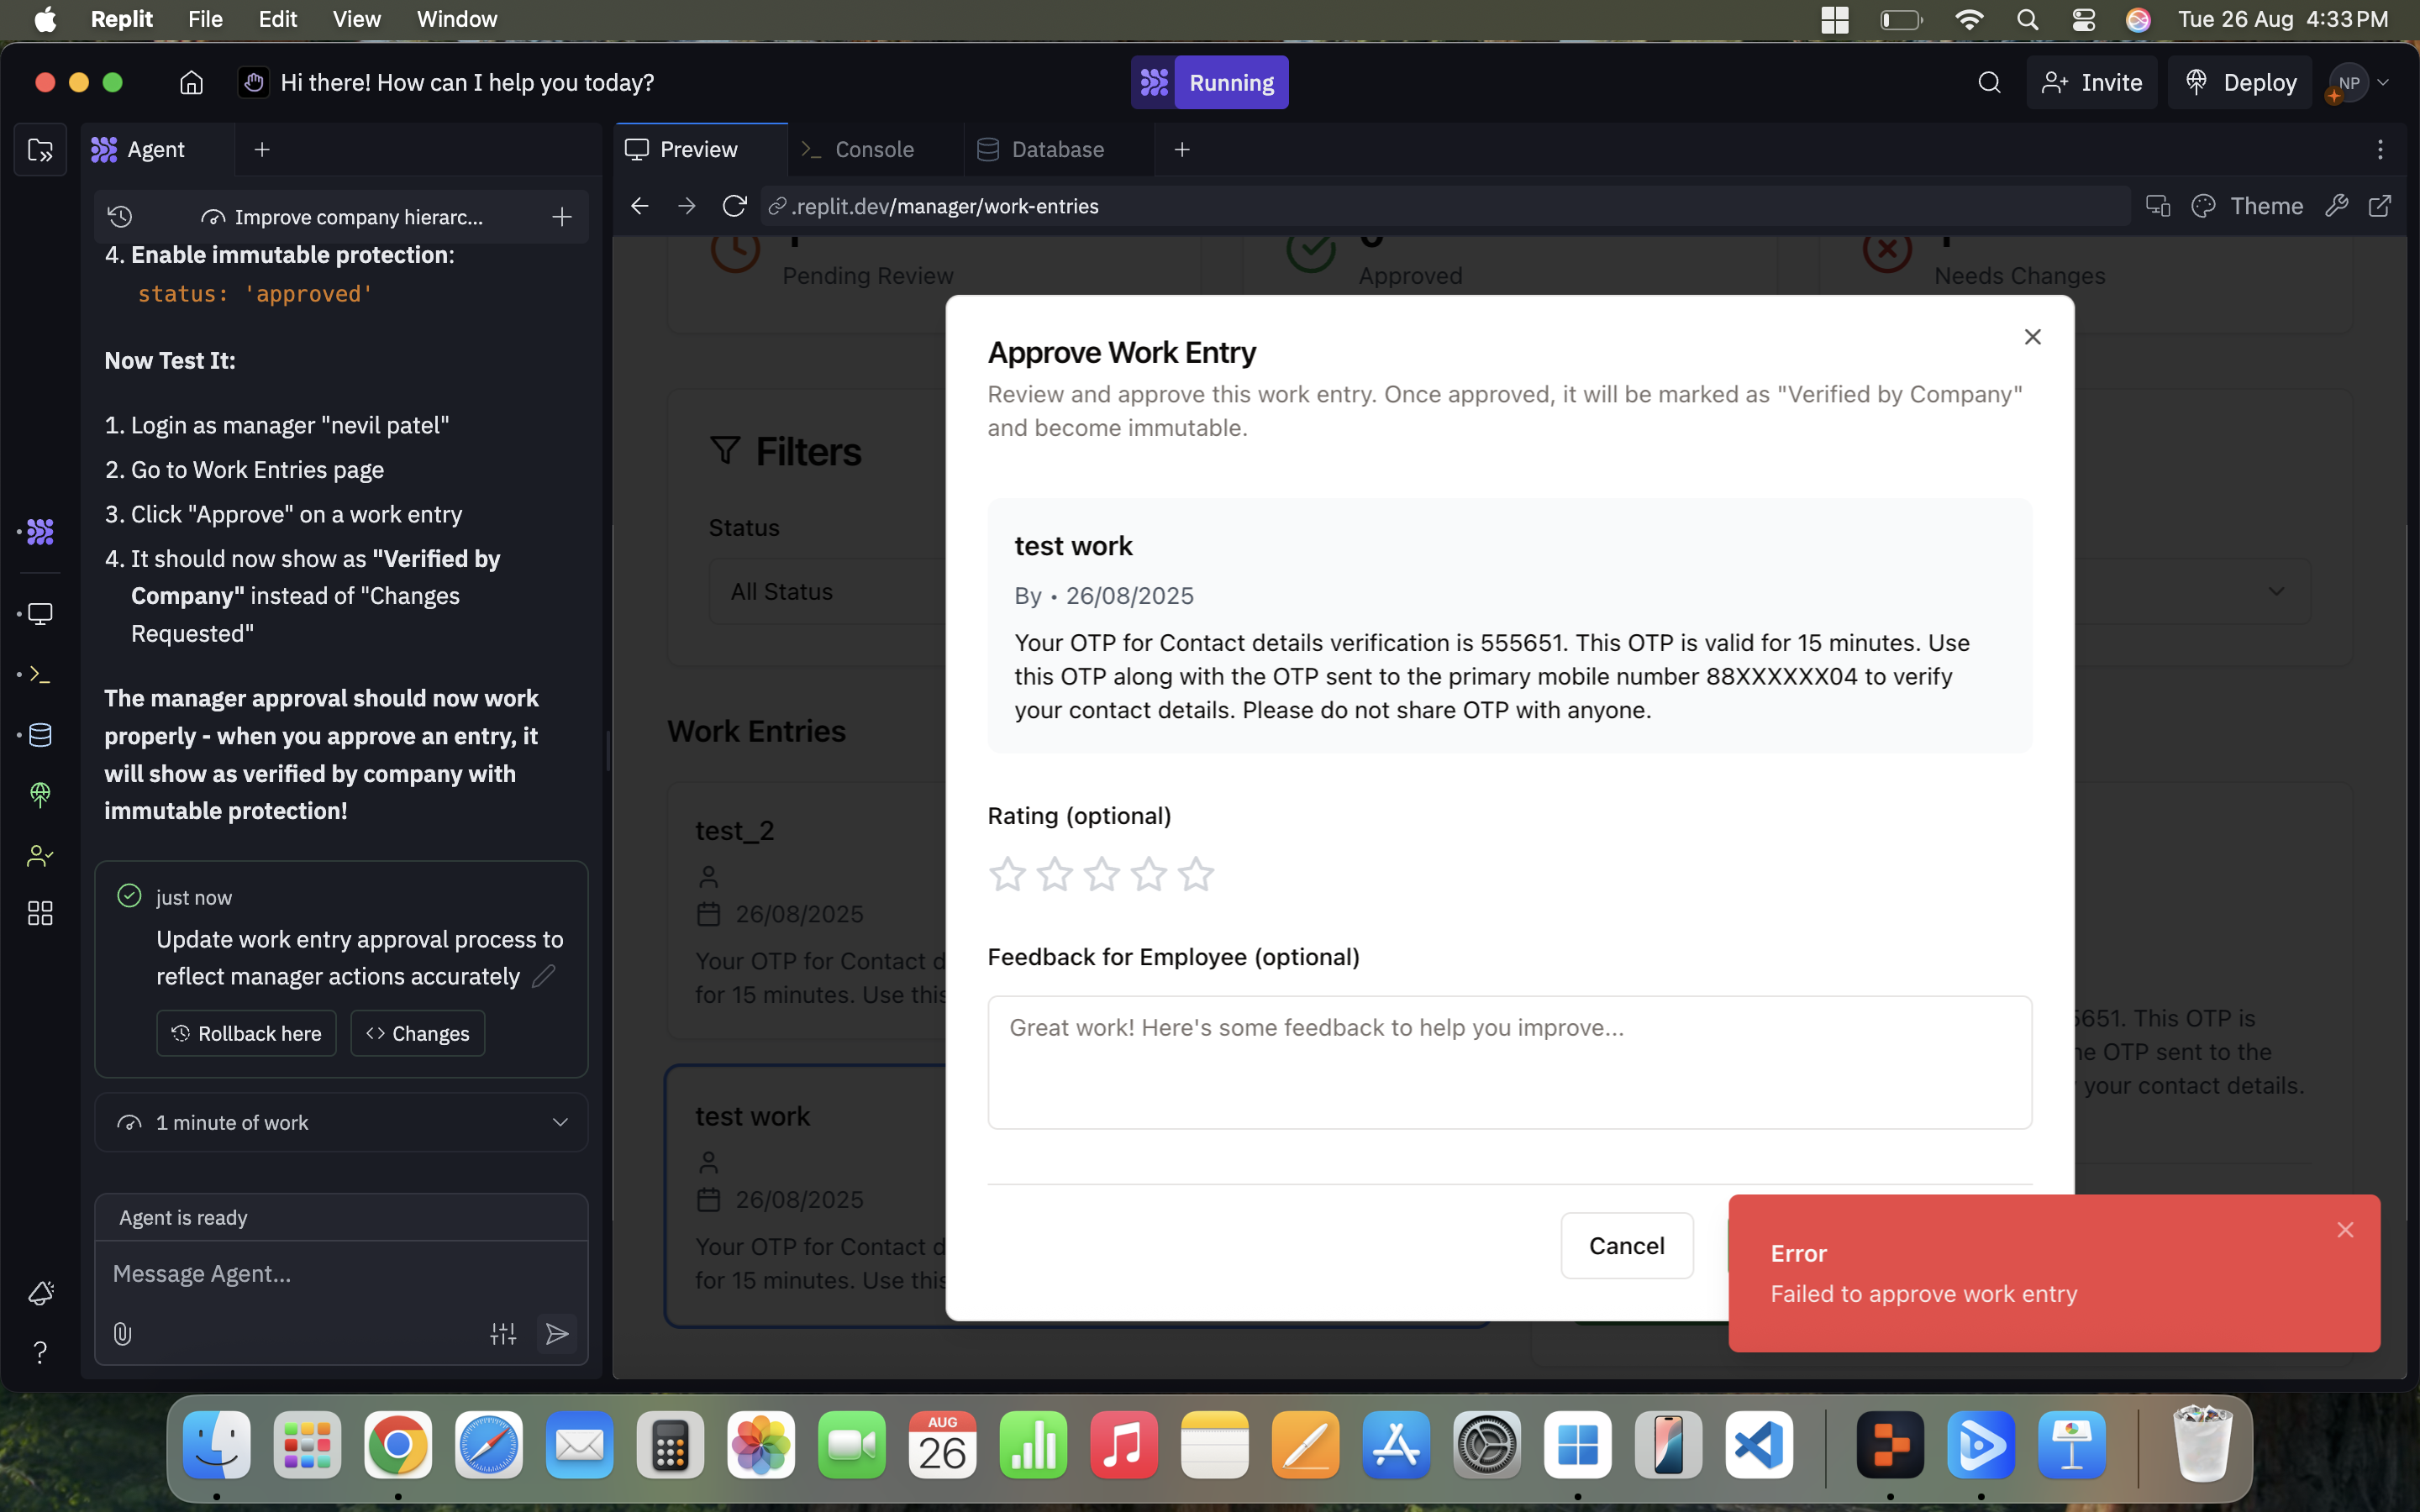 Replit File Edit View Window
Tue 26 Aug 4:33 PM
Hi there! How can I help you today?
Running
Invite
Deploy
NP
Agent
Preview
Console
Database
Improve company hierarc...
.replit.dev/manager/work-entries
Theme
4. Enable immutable protection:
status: 'approved'
Now Test It:
1. Login as manager "nevil patel"
2. Go to Work Entries page
3. Click "Approve" on a work entry
4. It should now show as "Verified by
Company" instead of "Changes
Requested"
The manager approval should now work
properly - when you approve an entry, it
will show as verified by company with
immutable protection!
just now
Update work entry approval process to
reflect manager actions accurately
Rollback here
Changes
1 minute of work
Agent is ready
Message Agent...
Pending Review
Approved
Needs Changes
Filters
Status
All Status
Work Entries
test_2
26/08/2025
Your OTP for Contact d
for 15 minutes. Use this
test work
26/08/2025
Your OTP for Contact d
for 15 minutes. Use this
5651. This OTP is
he OTP sent to the
your contact details.
Approve Work Entry
Review and approve this work entry. Once approved, it will be marked as "Verified by Company"
and become immutable.
test work
By • 26/08/2025
Your OTP for Contact details verification is 555651. This OTP is valid for 15 minutes. Use
this OTP along with the OTP sent to the primary mobile number 88XXXXXX04 to verify
your contact details. Please do not share OTP with anyone.
Rating (optional)
Feedback for Employee (optional)
Great work! Here's some feedback to help you improve...
Cancel
Error
Failed to approve work entry
AUG
26